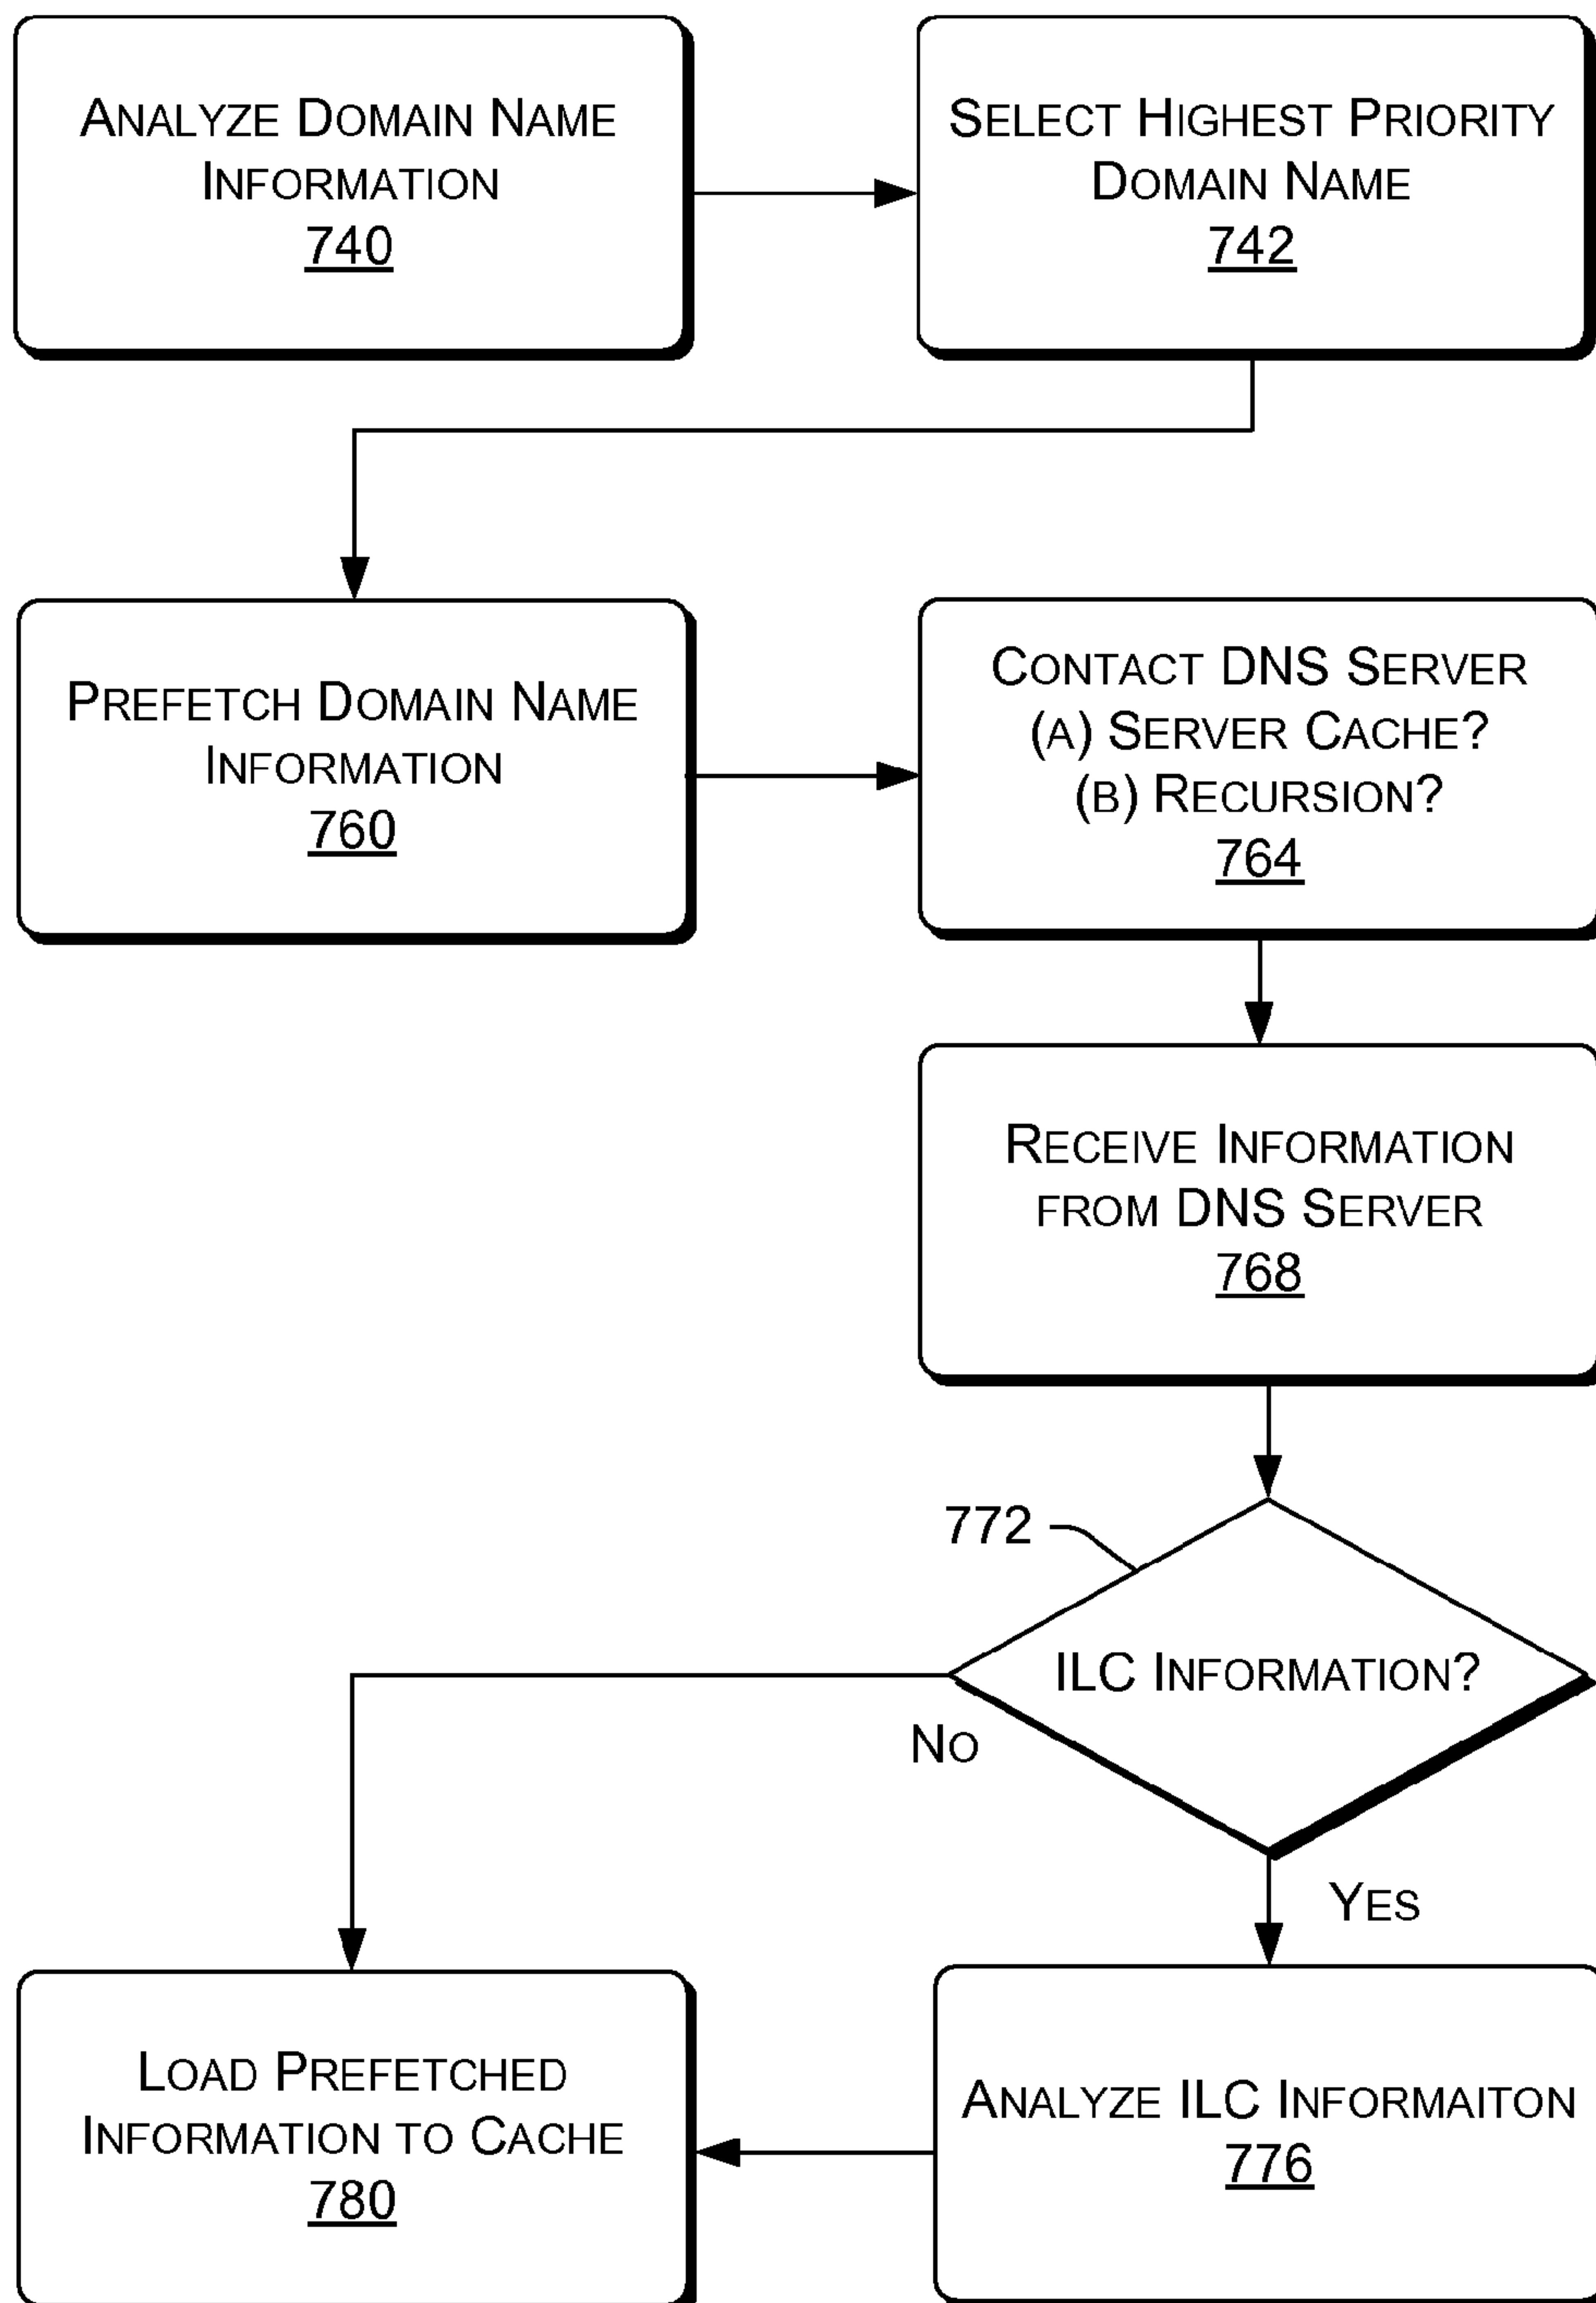 Analyze Domain Name
Information
740
Select Highest Priority
Domain Name
742
Prefetch Domain Name
Information
760
Contact DNS Server
(a) Server Cache?
(b) Recursion?
764
Receive Information
from DNS Server
768
772
ILC Information?
No
Yes
Analyze ILC Informaiton
776
Load Prefetched
Information to Cache
780